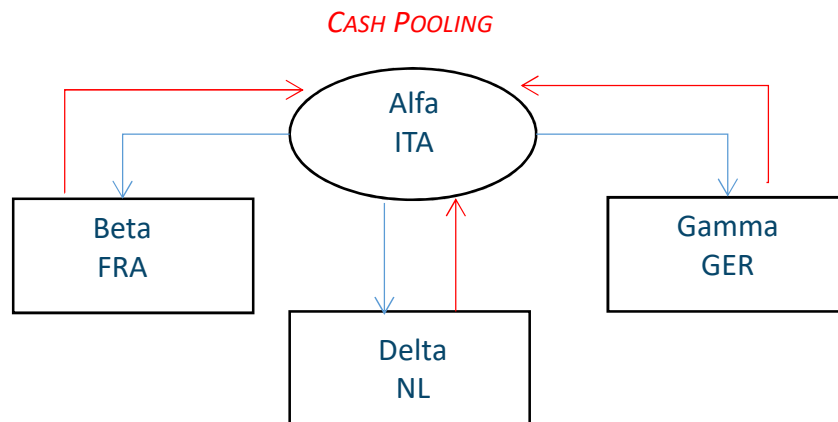 CASH POOLING
Alfa
ITA
Beta
FRA
Gamma
GER
Delta
NL